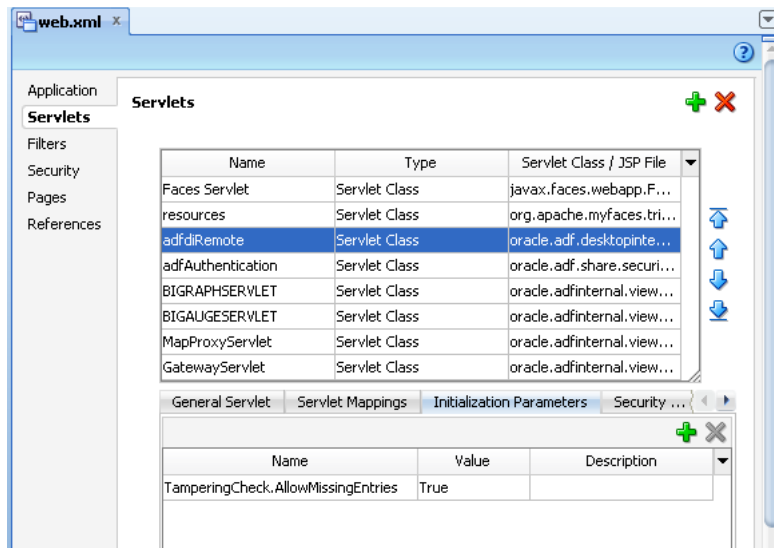 web.xml x
?
Application
Servlets
Filters
Security
Pages
References
Servlets
Name Type Servlet Class / JSP File
Faces Servlet Servlet Class javax.faces.webapp.F...
resources Servlet Class org.apache.myfaces.tri...
adfdiRemote Servlet Class oracle.adf.desktopinte...
adfAuthentication Servlet Class oracle.adf.share.securi...
BIGRAPHSERVLET Servlet Class oracle.adfinternal.view...
BIGAUGESERVLET Servlet Class oracle.adfinternal.view...
MapProxyServlet Servlet Class oracle.adfinternal.view...
GatewayServlet Servlet Class oracle.adfinternal.view...
General Servlet Servlet Mappings Initialization Parameters Security ...
Name Value Description
TamperingCheck.AllowMissingEntries True